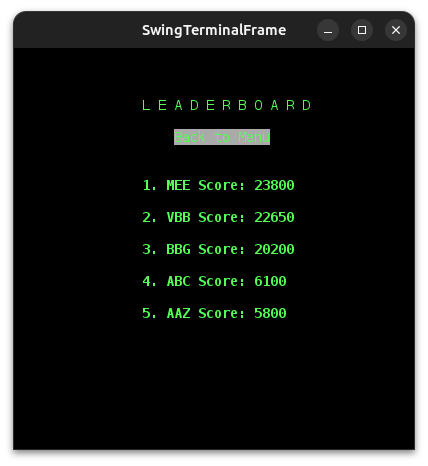 SwingTerminalFrame
L E A D E R B O A R D
Back to Menu
1. MEE Score: 23800
2. VBB Score: 22650
3. BBG Score: 20200
4. ABC Score: 6100
5. AAZ Score: 5800